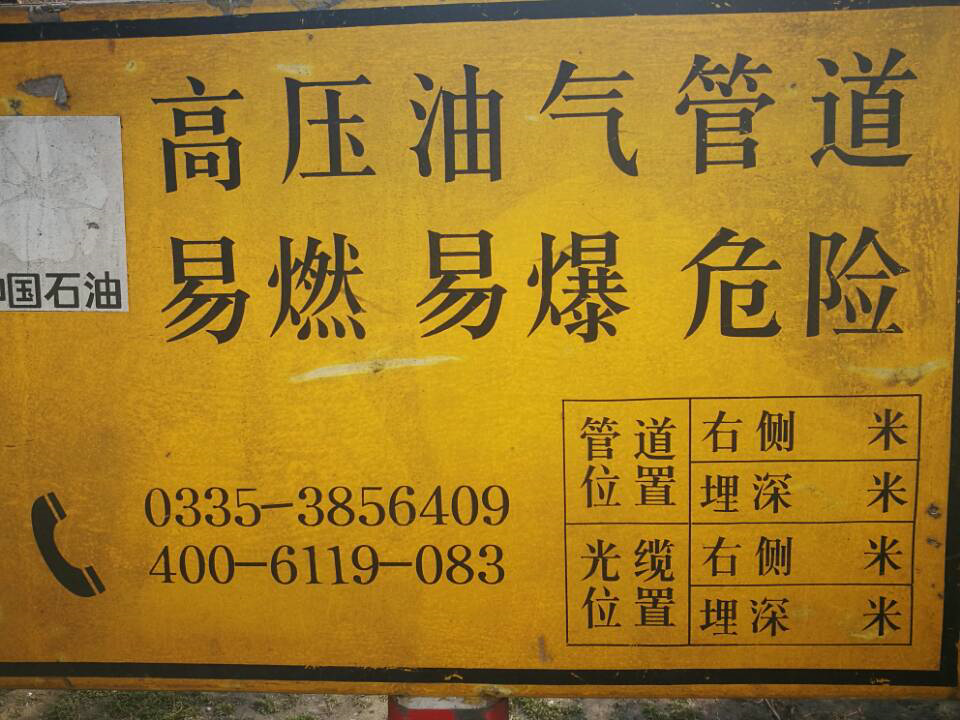 高压油气管道
易燃易爆 危险
中国石油
0335-3856409
400-6119-083
管道位置
右侧 米
埋深 米
光缆位置
右侧 米
埋深 米